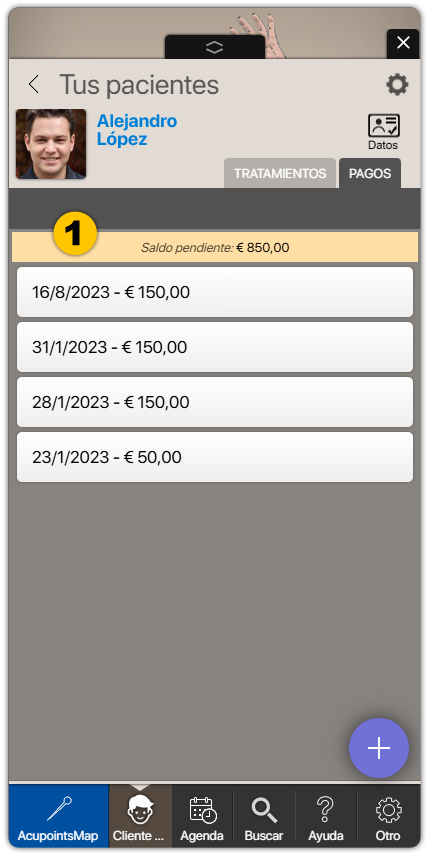 Tus pacientes
Alejandro
López
Datos
TRATAMIENTOS
PAGOS
1
Saldo pendiente: € 850,00
16/8/2023 - € 150,00
31/1/2023 - € 150,00
28/1/2023 - € 150,00
23/1/2023 - € 50,00
AcupointsMap
Cliente ...
Agenda
Buscar
Ayuda
Otro